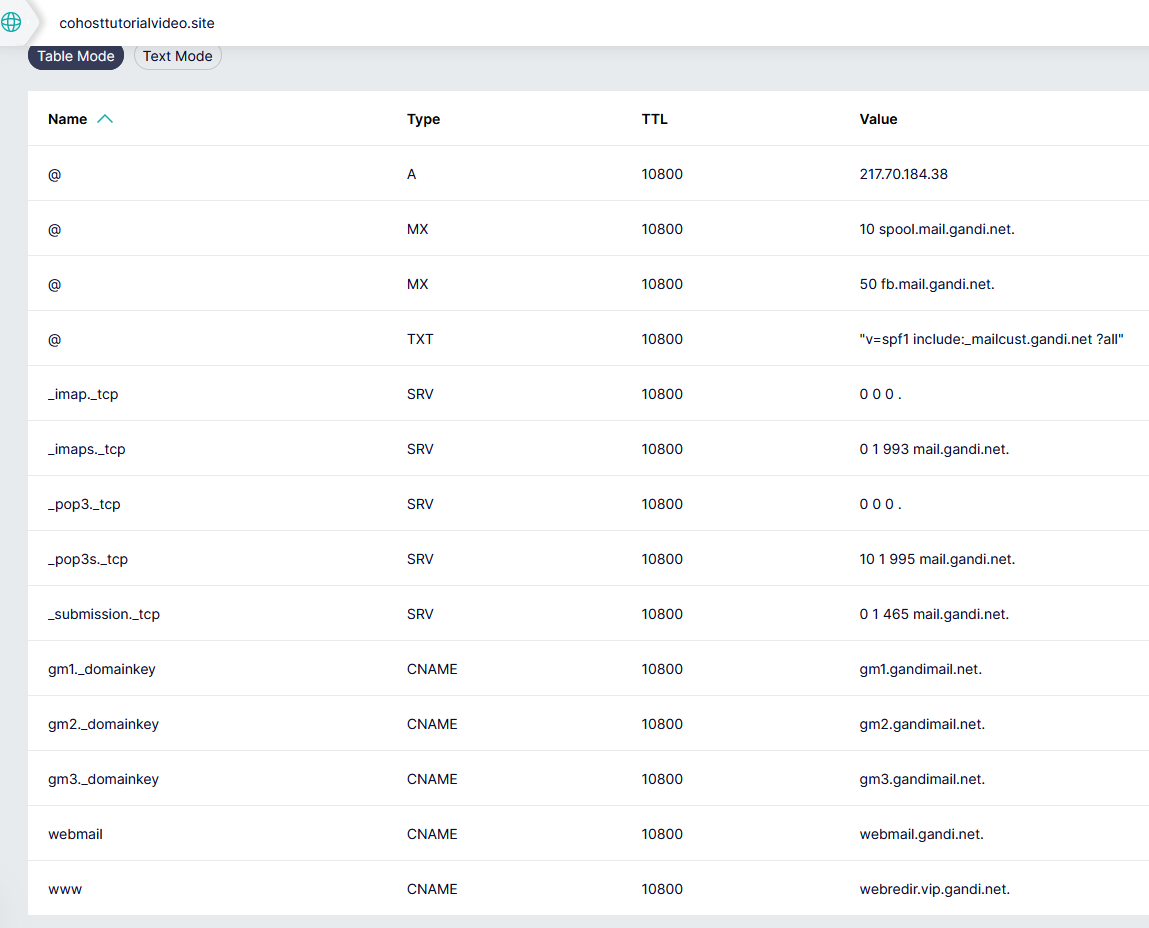 cohosttutorialvideo.site
Table Mode Text Mode
Name Type TTL Value
@ A 10800 217.70.184.38
@ MX 10800 10 spool.mail.gandi.net.
@ MX 10800 50 fb.mail.gandi.net.
@ TXT 10800 "v=spf1 include:_mailcust.gandi.net ?all"
_imap._tcp SRV 10800 0 0 0 .
_imaps._tcp SRV 10800 0 1 993 mail.gandi.net.
_pop3._tcp SRV 10800 0 0 0 .
_pop3s._tcp SRV 10800 10 1 995 mail.gandi.net.
_submission._tcp SRV 10800 0 1 465 mail.gandi.net.
gm1._domainkey CNAME 10800 gm1.gandimail.net.
gm2._domainkey CNAME 10800 gm2.gandimail.net.
gm3._domainkey CNAME 10800 gm3.gandimail.net.
webmail CNAME 10800 webmail.gandi.net.
www CNAME 10800 webredir.vip.gandi.net.